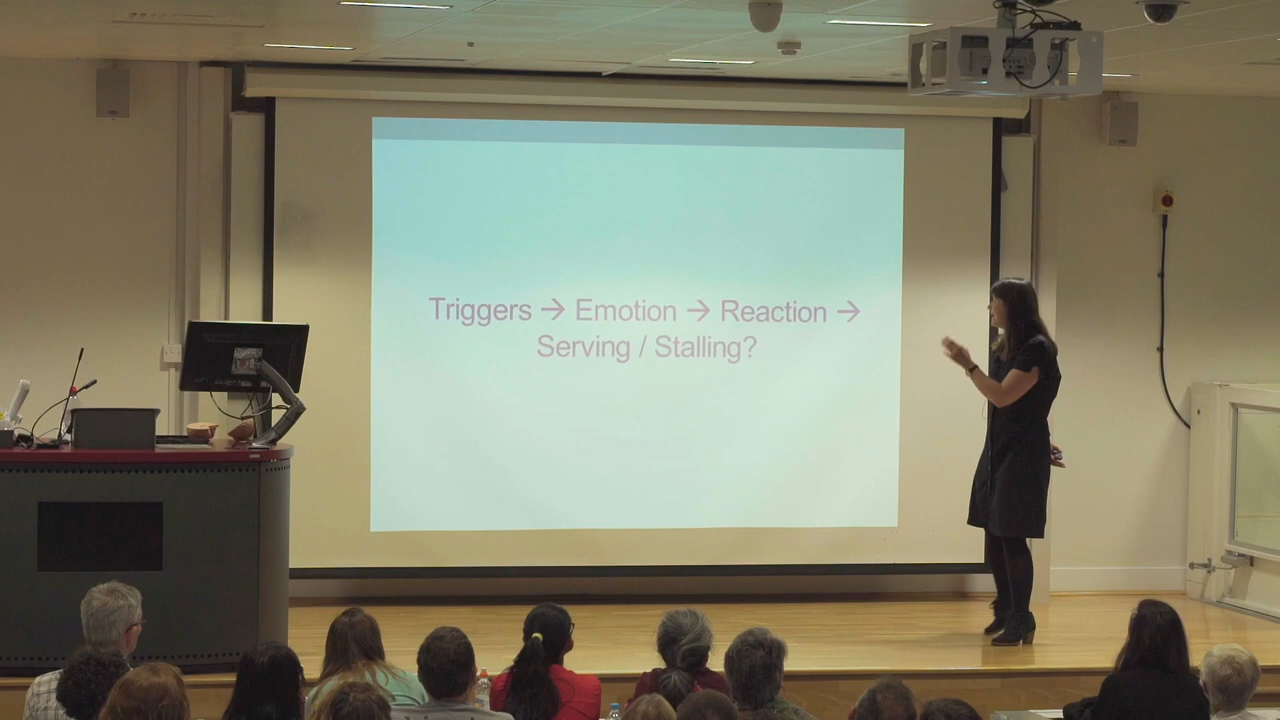 Triggers → Emotion → Reaction →
Serving / Stalling?